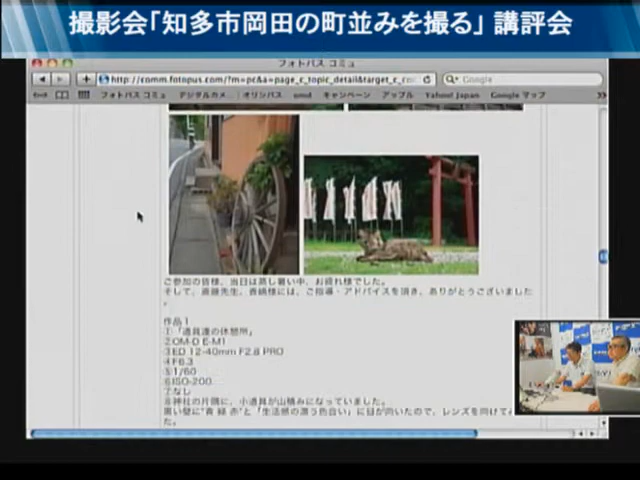 撮影会「知多市岡田の町並みを撮る」 講評会
フォトパス コミュ
http://comm.fotopus.com/?m=pc&a=page_c_topic_detail&target_c_co
Google
フォトパス コミュ デジタルカメ... オリンパス omd キャンペーン アップル Yahoo! Japan Google マップ
ご参加の皆様、当日は蒸し暑い中、お疲れ様でした。
そして、斎藤先生、香嶋様には、ご指導・アドバイスを頂き、ありがとうございました
。
作品1
①「道具達の休憩所」
②OM-D E-M1
③ED 12-40mm F2.8 PRO
④F6.3
⑤1/60
⑥ISO-200
⑦なし
⑧神社の片隅に、小道具が山積みになっていました。
黒い壁に"青 緑 赤"と「生活感の漂う色合い」に目が向いたので、レンズを向けてみ
た。